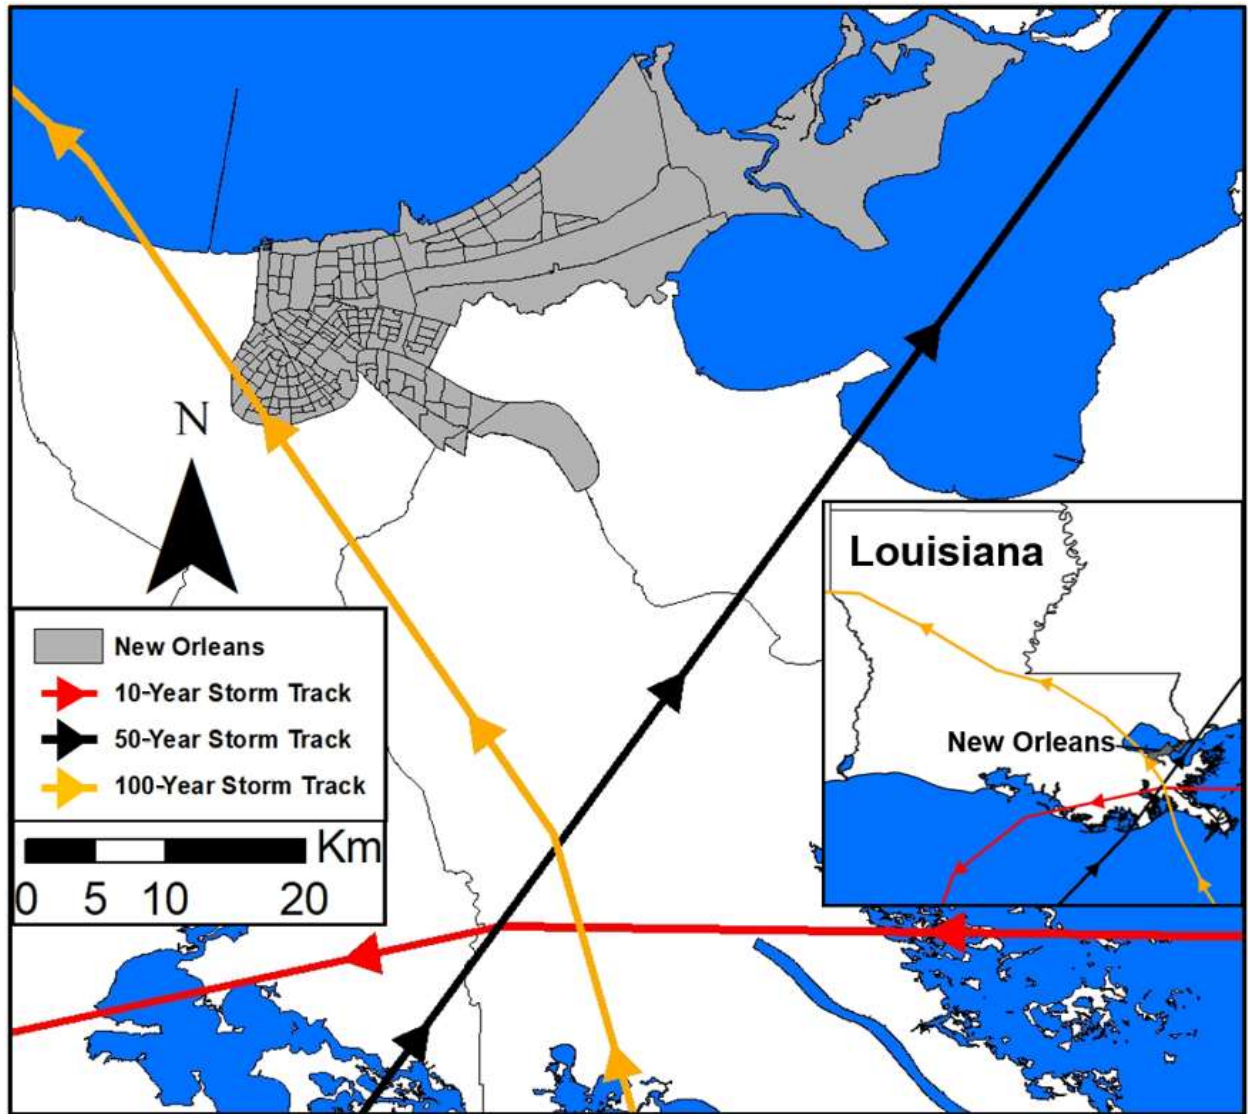 N
Louisiana
New Orleans
New Orleans
10-Year Storm Track
50-Year Storm Track
100-Year Storm Track
Km
0 5 10 20